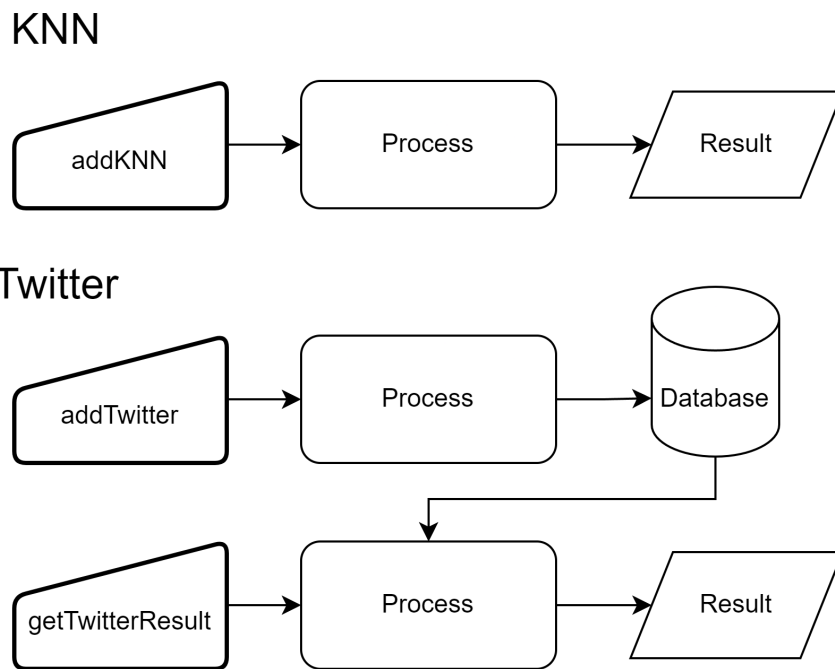 KNN
addKNN
Process
Result
Twitter
addTwitter
Process
Database
getTwitterResult
Process
Result